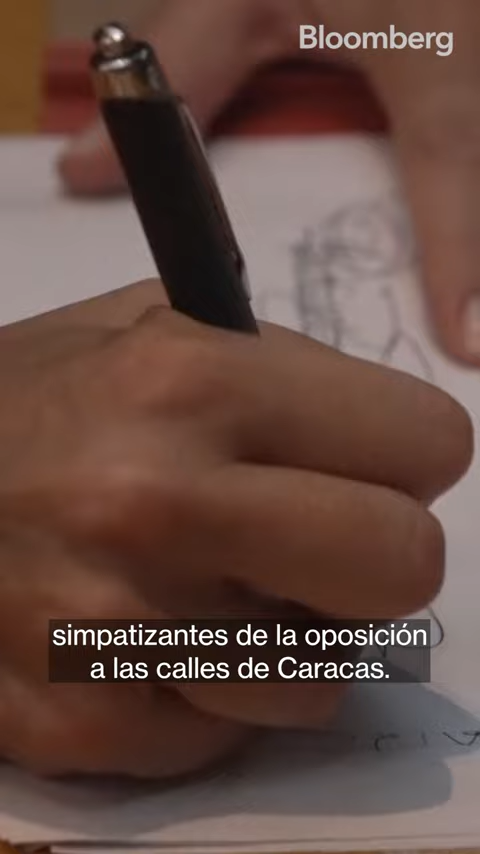 Bloomberg
simpatizantes de la oposición
a las calles de Caracas.